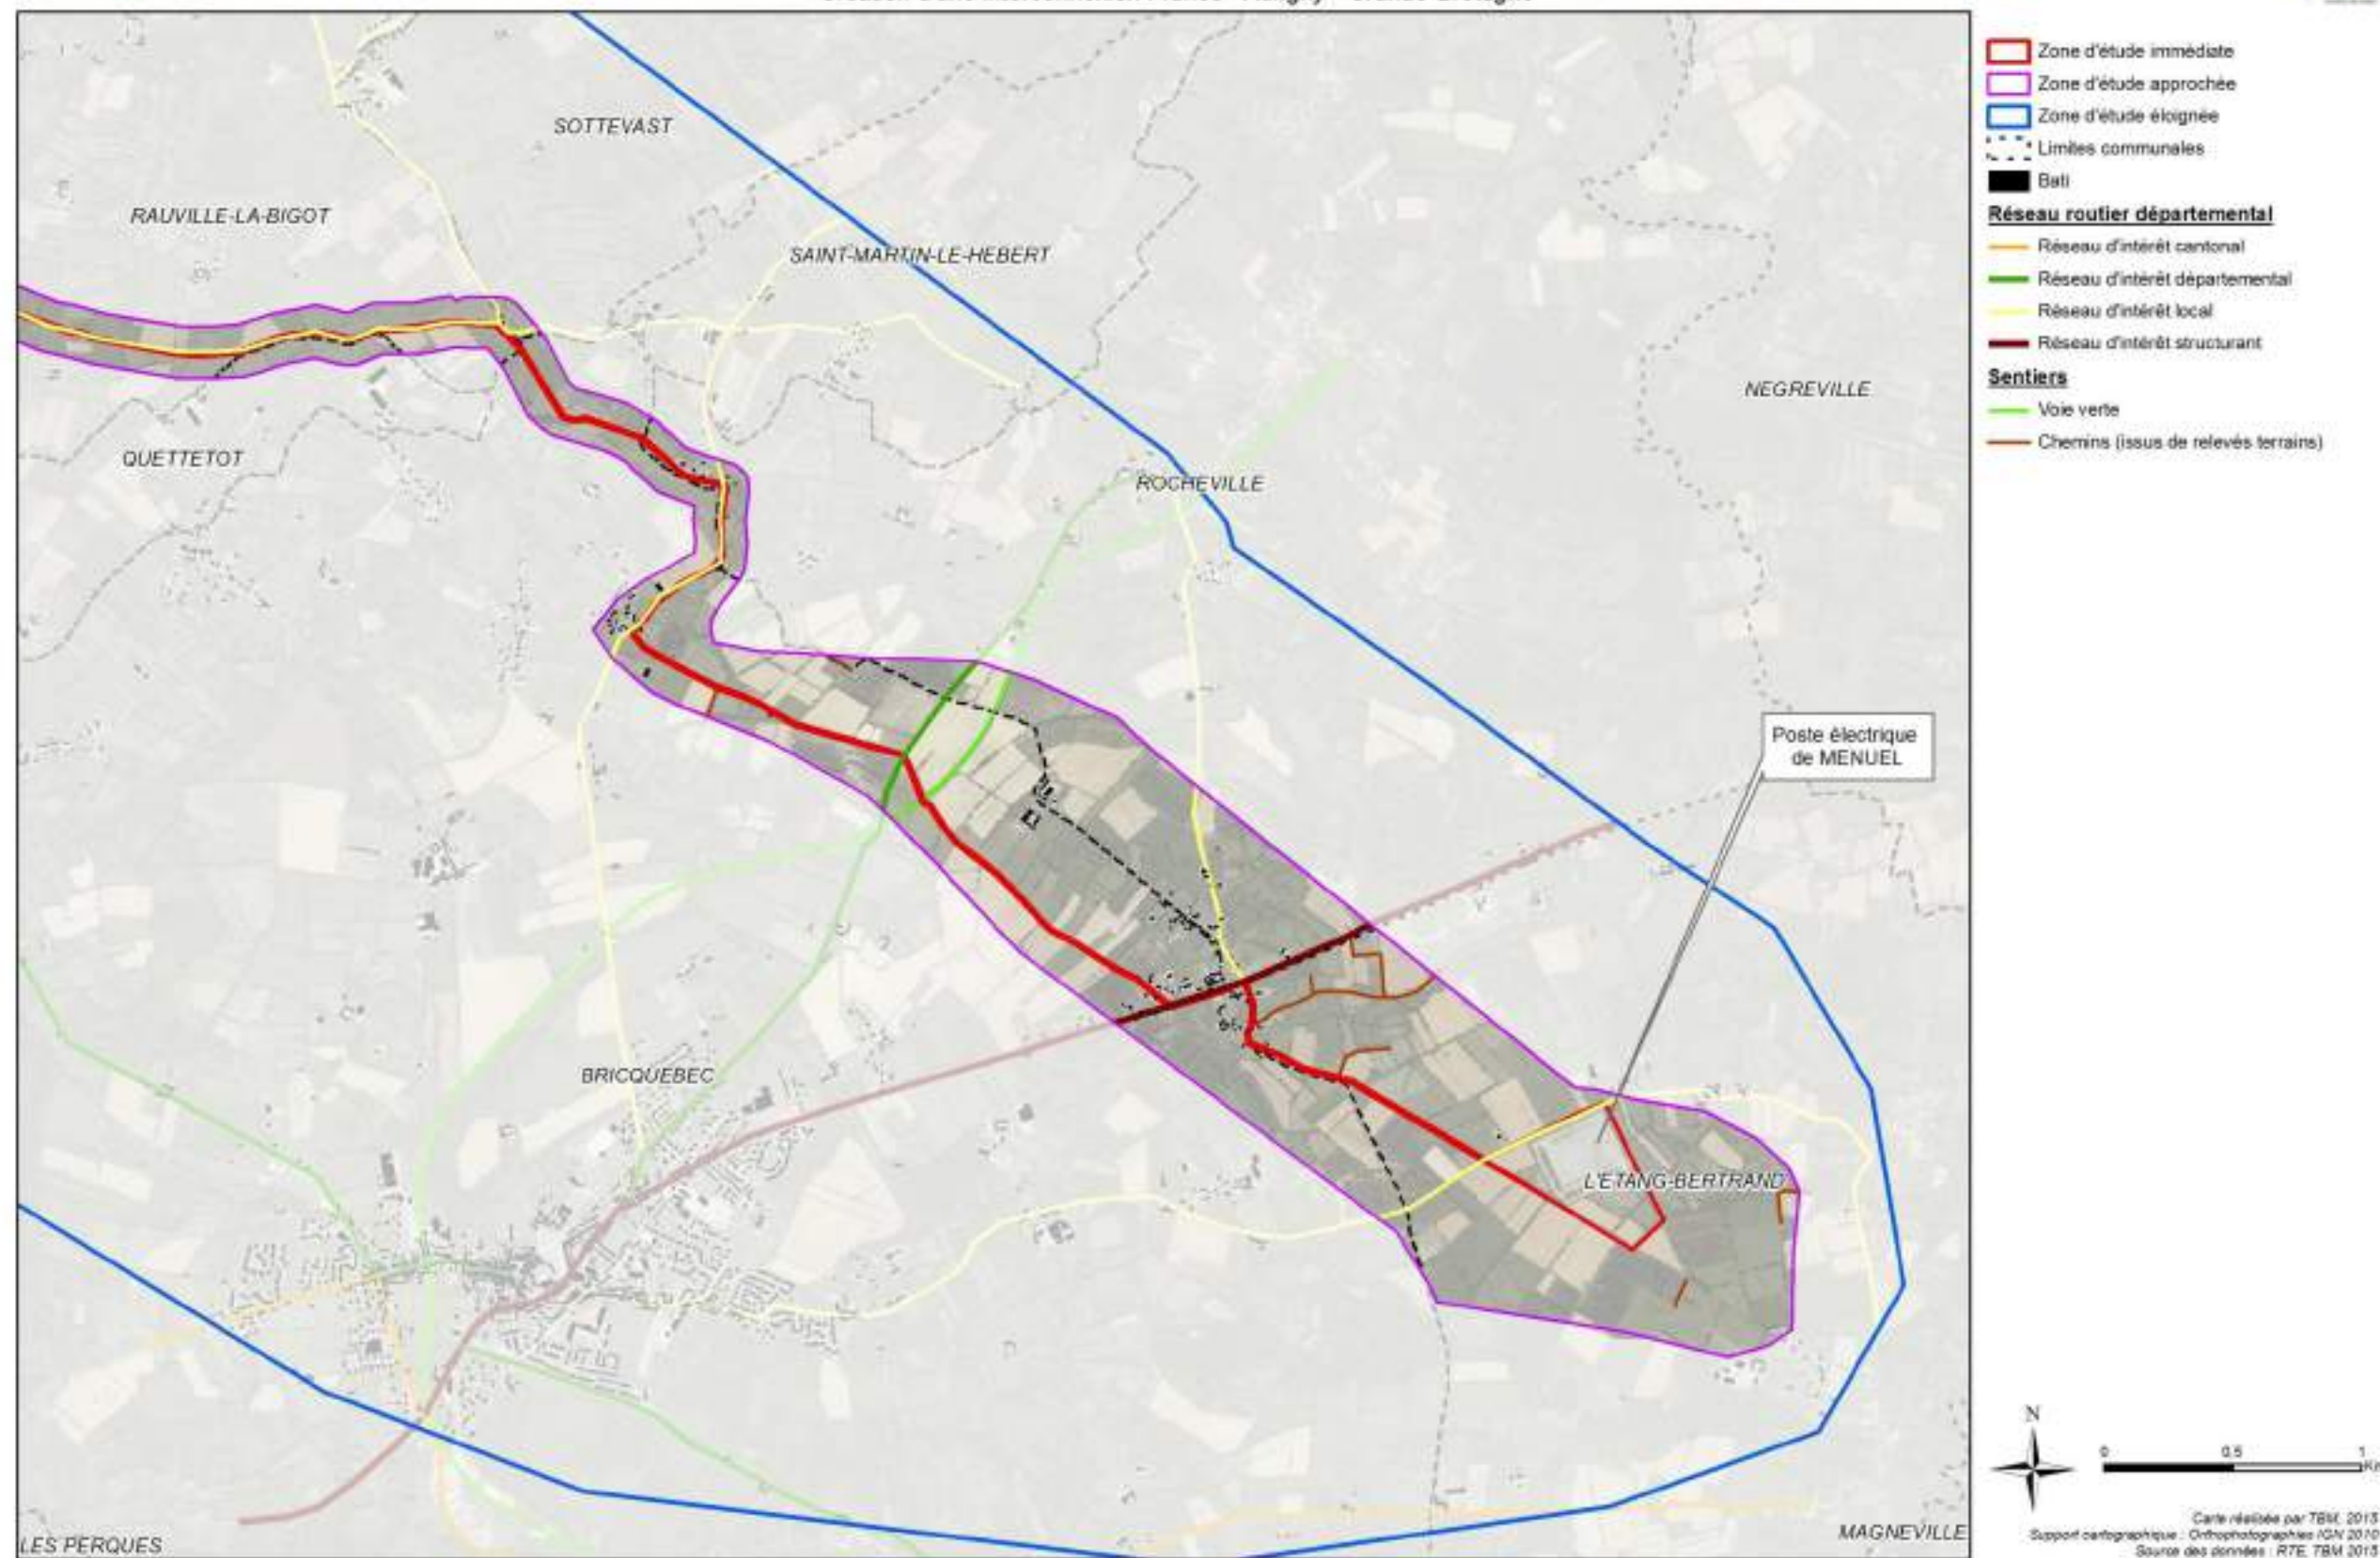 SOTTEVAST
RAUVILLE-LA-BIGOT
SAINT-MARTIN-LE-HEBERT
NEGREVILLE
QUETTETOT
ROCHEVILLE
Poste électrique
de MENUEL
BRICQUEBEC
L'ETANG-BERTRAND
LES PERQUES
MAGNEVILLE
Zone d'étude immédiate
Zone d'étude approchée
Zone d'étude éloignée
Limites communales
Bati
Réseau routier départemental
Réseau d'intérêt cantonal
Réseau d'intérêt départemental
Réseau d'intérêt local
Réseau d'intérêt structurant
Sentiers
Voie verte
Chemins (issus de relevés terrains)
N
0 0,5 1
Carte réalisée par TBM, 2015
Support cartographique : Orthophotographies IGN 2010
Source des données : RTE, TBM 2015